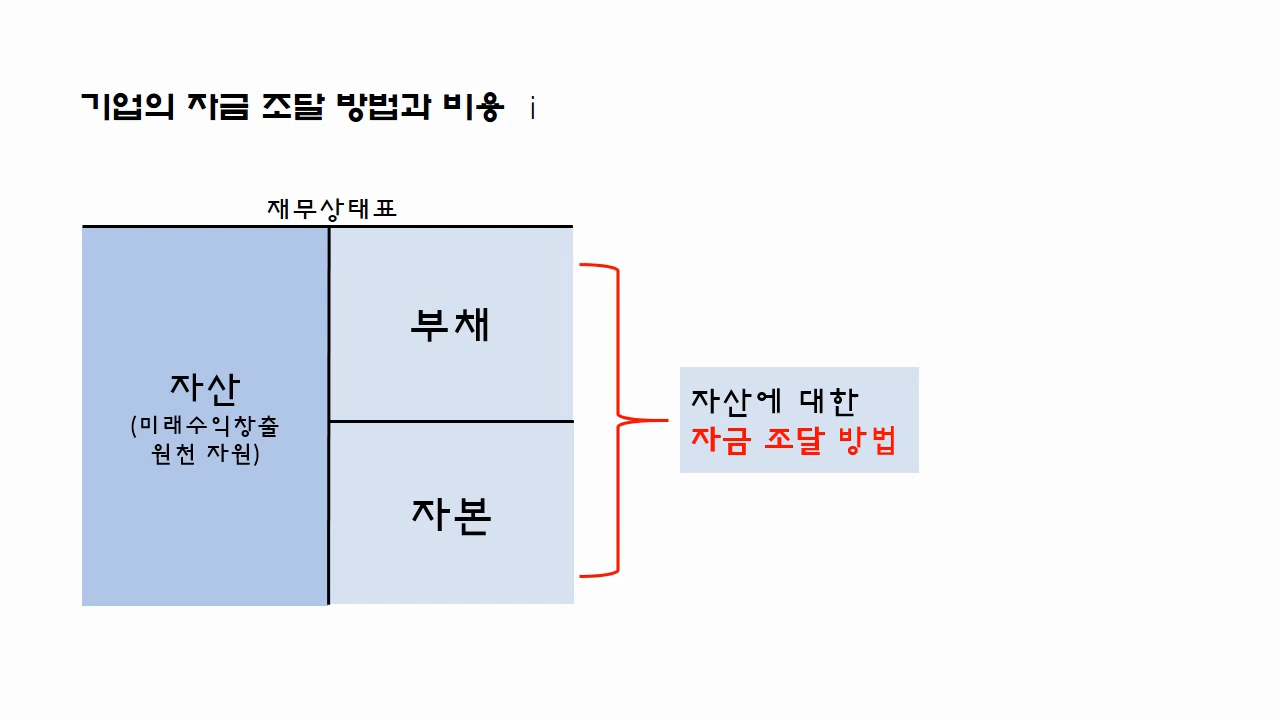 기업의 자금 조달 방법과 비용 i
재무상태표
자산
(미래수익창출
원천 자원)
부채
자본
자산에 대한
자금 조달 방법